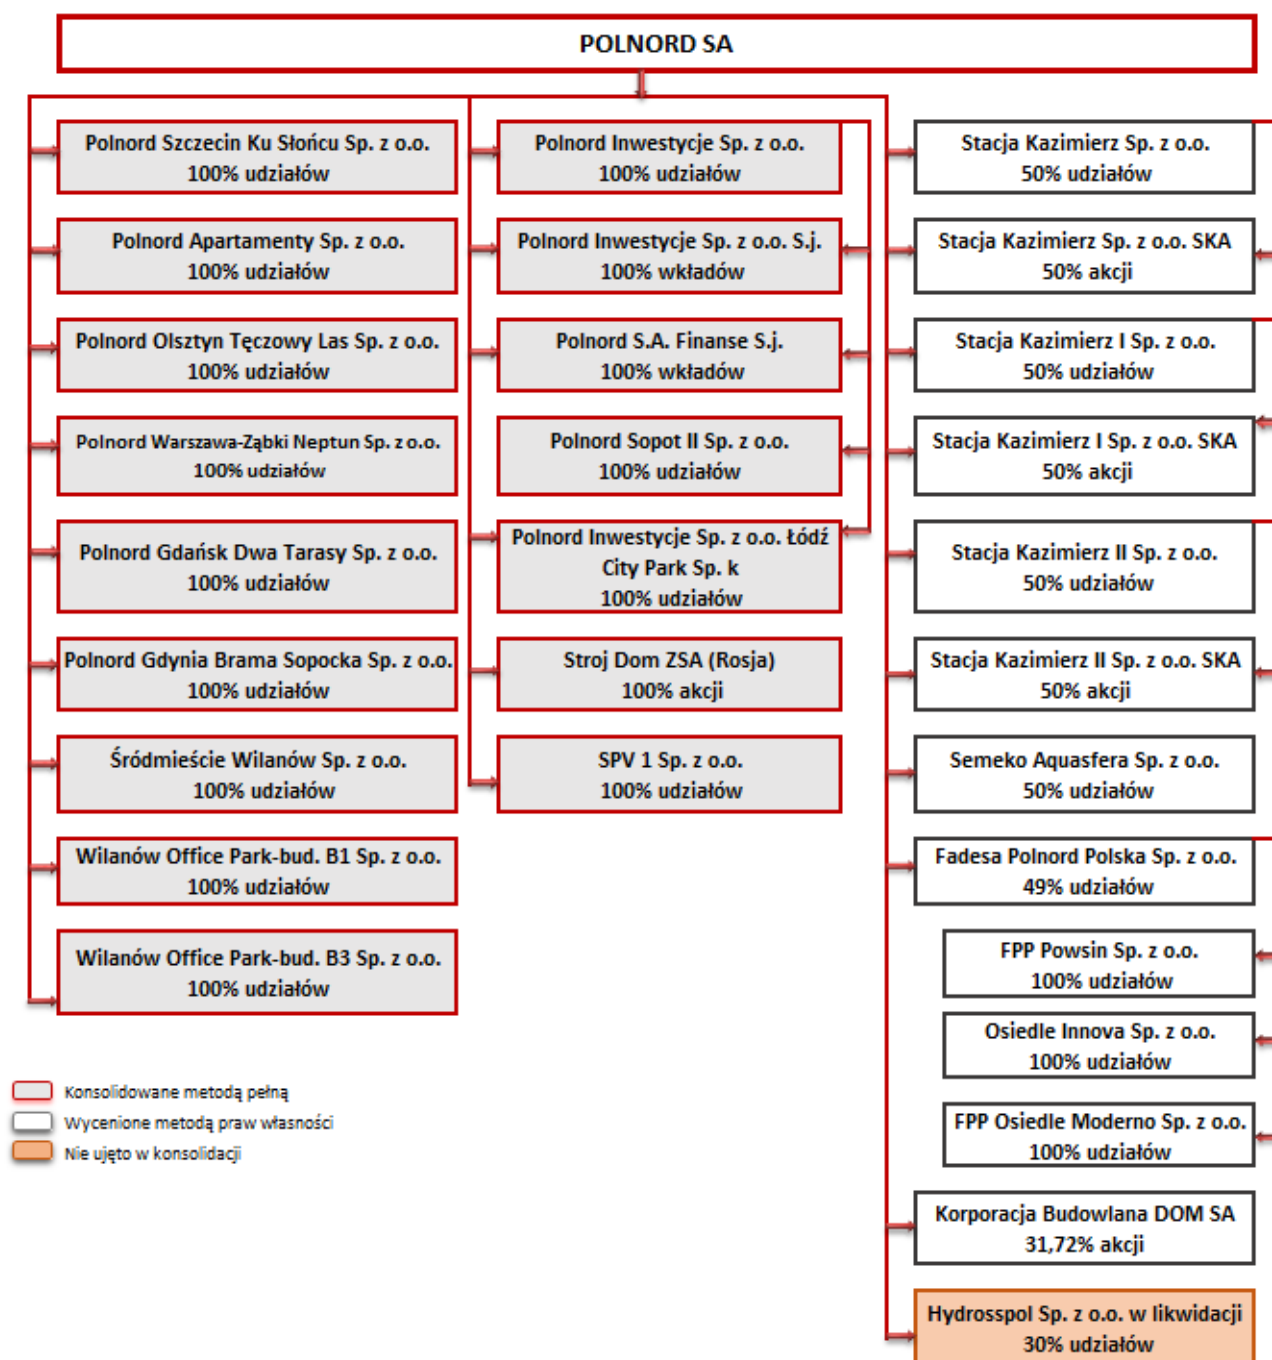 POLNORD SA
Polnord Szczecin Ku Słońcu Sp. z o.o.
100% udziałów
Polnord Apartamenty Sp. z o.o.
100% udziałów
Polnord Olsztyn Tęczowy Las Sp. z o.o.
100% udziałów
Polnord Warszawa-Ząbki Neptun Sp. z o.o.
100% udziałów
Polnord Gdańsk Dwa Tarasy Sp. z o.o.
100% udziałów
Polnord Gdynia Brama Sopocka Sp. z o.o.
100% udziałów
Śródmieście Wilanów Sp. z o.o.
100% udziałów
Wilanów Office Park-bud. B1 Sp. z o.o.
100% udziałów
Wilanów Office Park-bud. B3 Sp. z o.o.
100% udziałów
Polnord Inwestycje Sp. z o.o.
100% udziałów
Polnord Inwestycje Sp. z o.o. S.j.
100% wkładów
Polnord S.A. Finanse S.j.
100% wkładów
Polnord Sopot II Sp. z o.o.
100% udziałów
Polnord Inwestycje Sp. z o.o. Łódź
City Park Sp. k
100% udziałów
Stroj Dom ZSA (Rosja)
100% akcji
SPV 1 Sp. z o.o.
100% udziałów
Stacja Kazimierz Sp. z o.o.
50% udziałów
Stacja Kazimierz Sp. z o.o. SKA
50% akcji
Stacja Kazimierz I Sp. z o.o.
50% udziałów
Stacja Kazimierz I Sp. z o.o. SKA
50% akcji
Stacja Kazimierz II Sp. z o.o.
50% udziałów
Stacja Kazimierz II Sp. z o.o. SKA
50% akcji
Semeko Aquasfera Sp. z o.o.
50% udziałów
Fadesa Polnord Polska Sp. z o.o.
49% udziałów
FPP Powsin Sp. z o.o.
100% udziałów
Osiedle Innova Sp. z o.o.
100% udziałów
FPP Osiedle Moderno Sp. z o.o.
100% udziałów
Korporacja Budowlana DOM SA
31,72% akcji
Hydrosspol Sp. z o.o. w likwidacji
30% udziałów
Konsolidowane metodą pełną
Wycenione metodą praw własności
Nie ujęto w konsolidacji